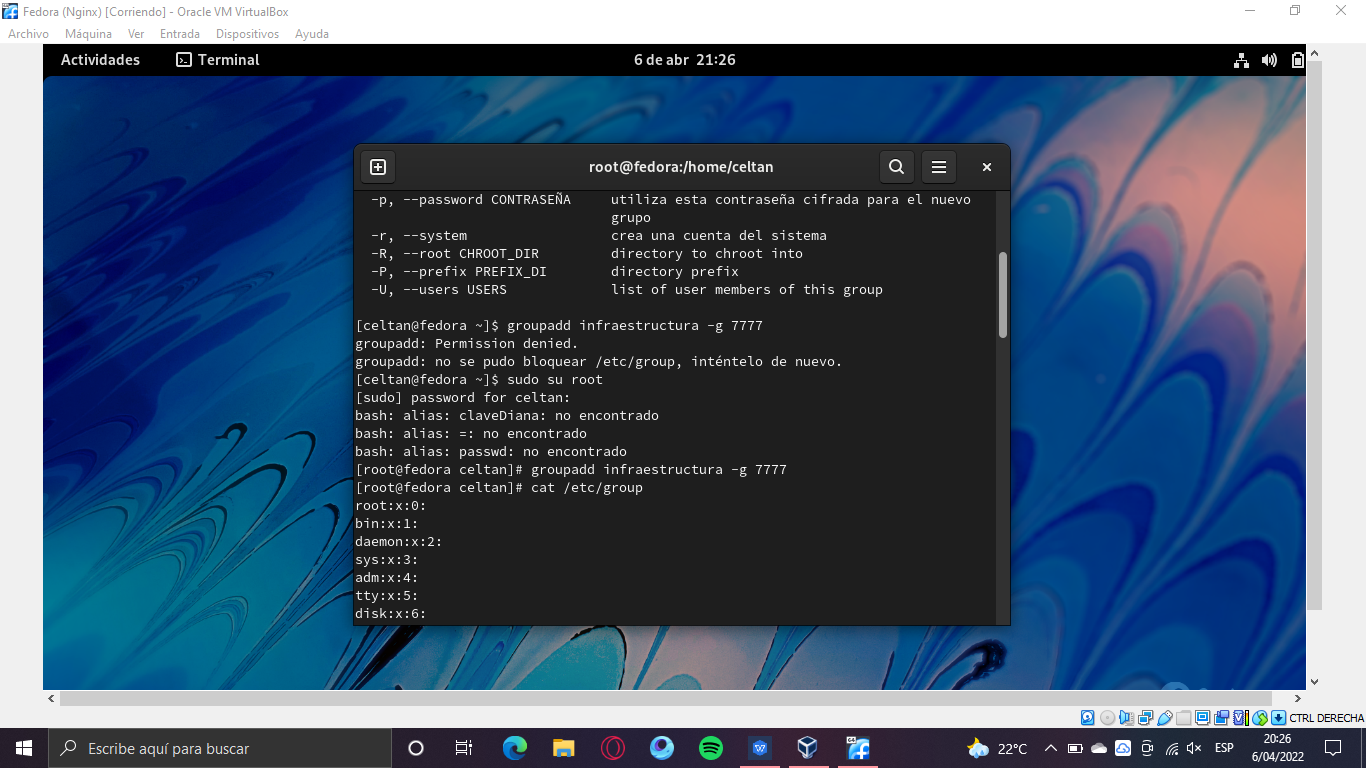 Fedora (Nginx) [Corriendo] - Oracle VM VirtualBox
Archivo Máquina Ver Entrada Dispositivos Ayuda
Actividades Terminal 6 de abr 21:26
root@fedora:/home/celtan
-p, --password CONTRASEÑA utiliza esta contraseña cifrada para el nuevo
grupo
-r, --system crea una cuenta del sistema
-R, --root CHROOT_DIR directory to chroot into
-P, --prefix PREFIX_DI directory prefix
-U, --users USERS list of user members of this group
[celtan@fedora ~]$ groupadd infraestructura -g 7777
groupadd: Permission denied.
groupadd: no se pudo bloquear /etc/group, inténtelo de nuevo.
[celtan@fedora ~]$ sudo su root
[sudo] password for celtan:
bash: alias: claveDiana: no encontrado
bash: alias: =: no encontrado
bash: alias: passwd: no encontrado
[root@fedora celtan]# groupadd infraestructura -g 7777
[root@fedora celtan]# cat /etc/group
root:x:0:
bin:x:1:
daemon:x:2:
sys:x:3:
adm:x:4:
tty:x:5:
disk:x:6:
CTRL DERECHA
Escribe aquí para buscar
22°C
ESP
20:26
6/04/2022